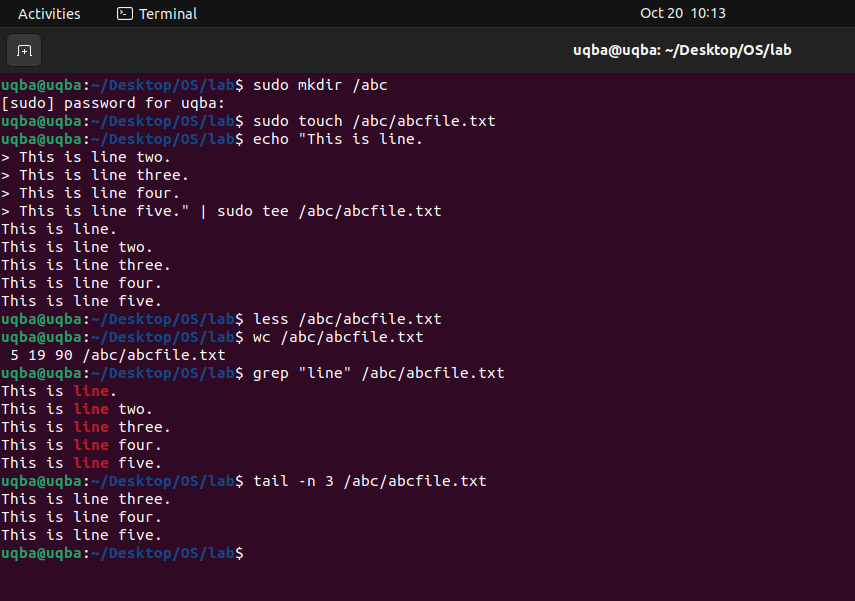 Activities
Terminal
Oct 20 10:13
uqba@uqba: ~/Desktop/OS/lab
uqba@uqba:~/Desktop/OS/lab$ sudo mkdir /abc
[sudo] password for uqba:
uqba@uqba:~/Desktop/OS/lab$ sudo touch /abc/abcfile.txt
uqba@uqba:~/Desktop/OS/lab$ echo "This is line.
> This is line two.
> This is line three.
> This is line four.
> This is line five." | sudo tee /abc/abcfile.txt
This is line.
This is line two.
This is line three.
This is line four.
This is line five.
uqba@uqba:~/Desktop/OS/lab$ less /abc/abcfile.txt
uqba@uqba:~/Desktop/OS/lab$ wc /abc/abcfile.txt
 5 19 90 /abc/abcfile.txt
uqba@uqba:~/Desktop/OS/lab$ grep "line" /abc/abcfile.txt
This is line.
This is line two.
This is line three.
This is line four.
This is line five.
uqba@uqba:~/Desktop/OS/lab$ tail -n 3 /abc/abcfile.txt
This is line three.
This is line four.
This is line five.
uqba@uqba:~/Desktop/OS/lab$